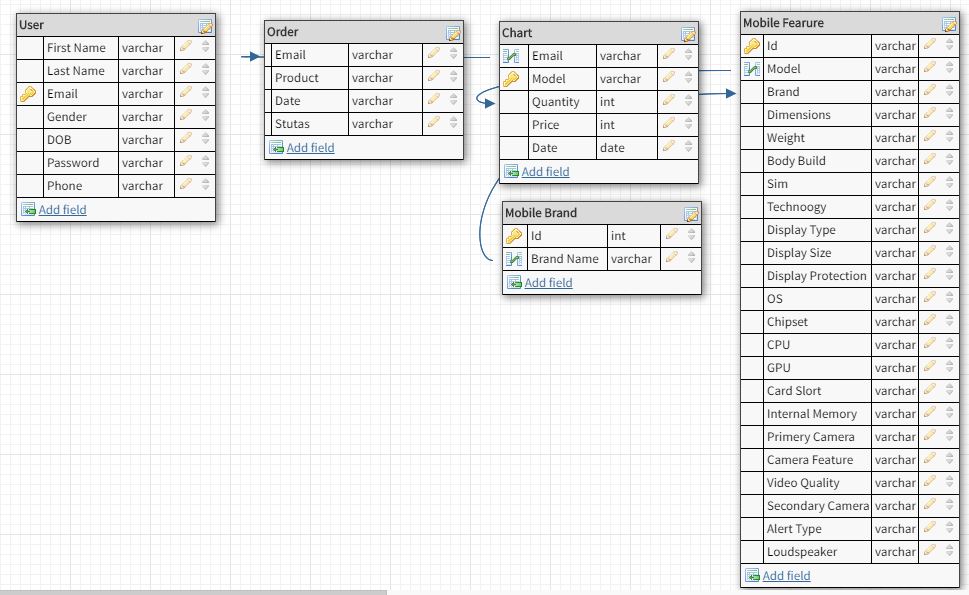 User
First Name varchar
Last Name varchar
Email varchar
Gender varchar
DOB varchar
Password varchar
Phone varchar
Add field
Order
Email varchar
Product varchar
Date varchar
Stutas varchar
Add field
Chart
Email varchar
Model varchar
Quantity int
Price int
Date date
Add field
Mobile Brand
Id int
Brand Name varchar
Add field
Mobile Fearure
Id varchar
Model varchar
Brand varchar
Dimensions varchar
Weight varchar
Body Build varchar
Sim varchar
Technoogy varchar
Display Type varchar
Display Size varchar
Display Protection varchar
OS varchar
Chipset varchar
CPU varchar
GPU varchar
Card Slort varchar
Internal Memory varchar
Primery Camera varchar
Camera Feature varchar
Video Quality varchar
Secondary Camera varchar
Alert Type varchar
Loudspeaker varchar
Add field